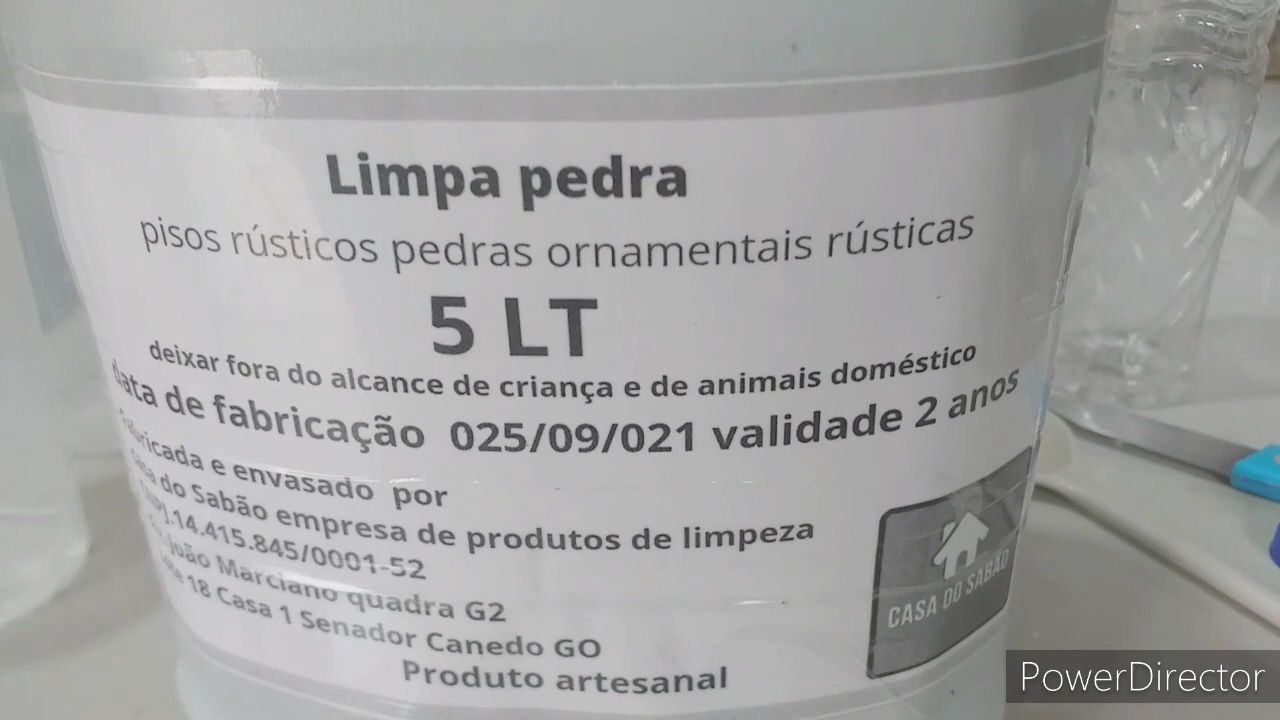 Limpa pedra
pisos rústicos pedras ornamentais rústicas
5 LT
deixar fora do alcance de criança e de animais doméstico
data de fabricação 025/09/021 validade 2 anos
fabricada e envasado por
casa do Sabão empresa de produtos de limpeza
CNPJ.14.415.845/0001-52
João Marciano quadra G2
18 Casa 1 Senador Canedo GO
Produto artesanal
CASA DO SABÃO
PowerDirector